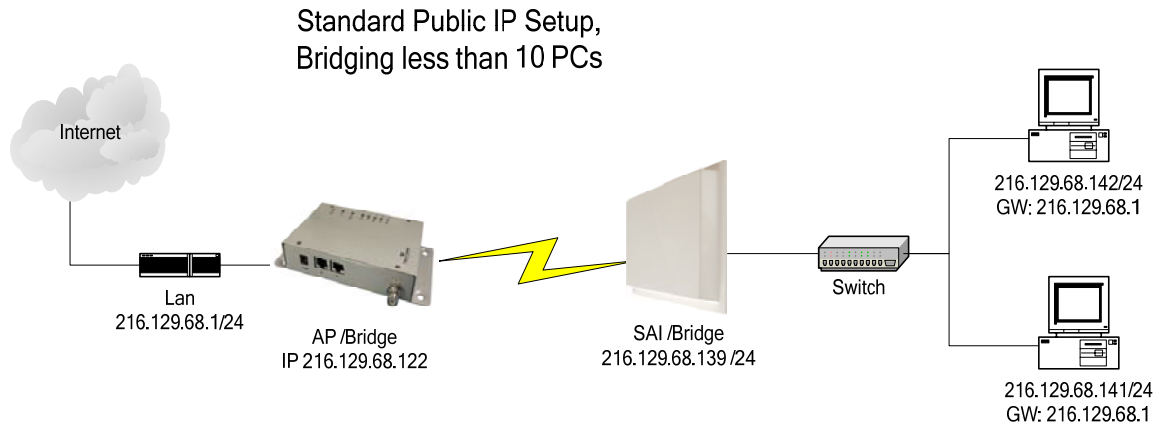 Standard Public IP Setup,
Bridging less than 10 PCs
Internet
Lan
216.129.68.1/24
AP /Bridge
IP 216.129.68.122
SAI /Bridge
216.129.68.139 /24
Switch
216.129.68.142/24
GW: 216.129.68.1
216.129.68.141/24
GW: 216.129.68.1